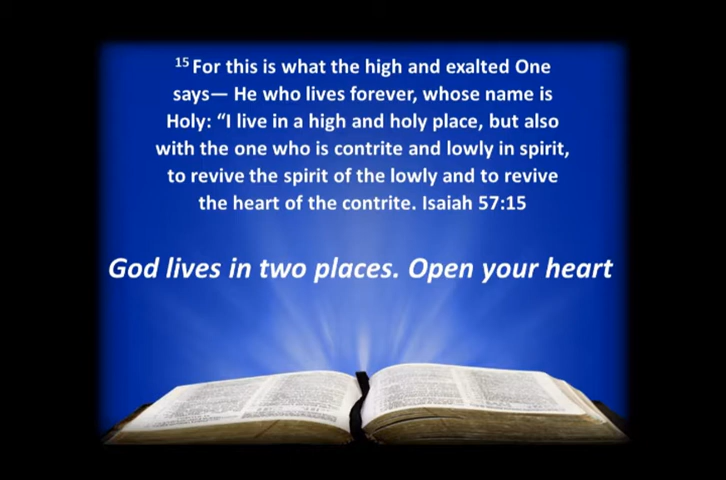 15 For this is what the high and exalted One
says— He who lives forever, whose name is
Holy: “I live in a high and holy place, but also
with the one who is contrite and lowly in spirit,
to revive the spirit of the lowly and to revive
the heart of the contrite. Isaiah 57:15
God lives in two places. Open your heart